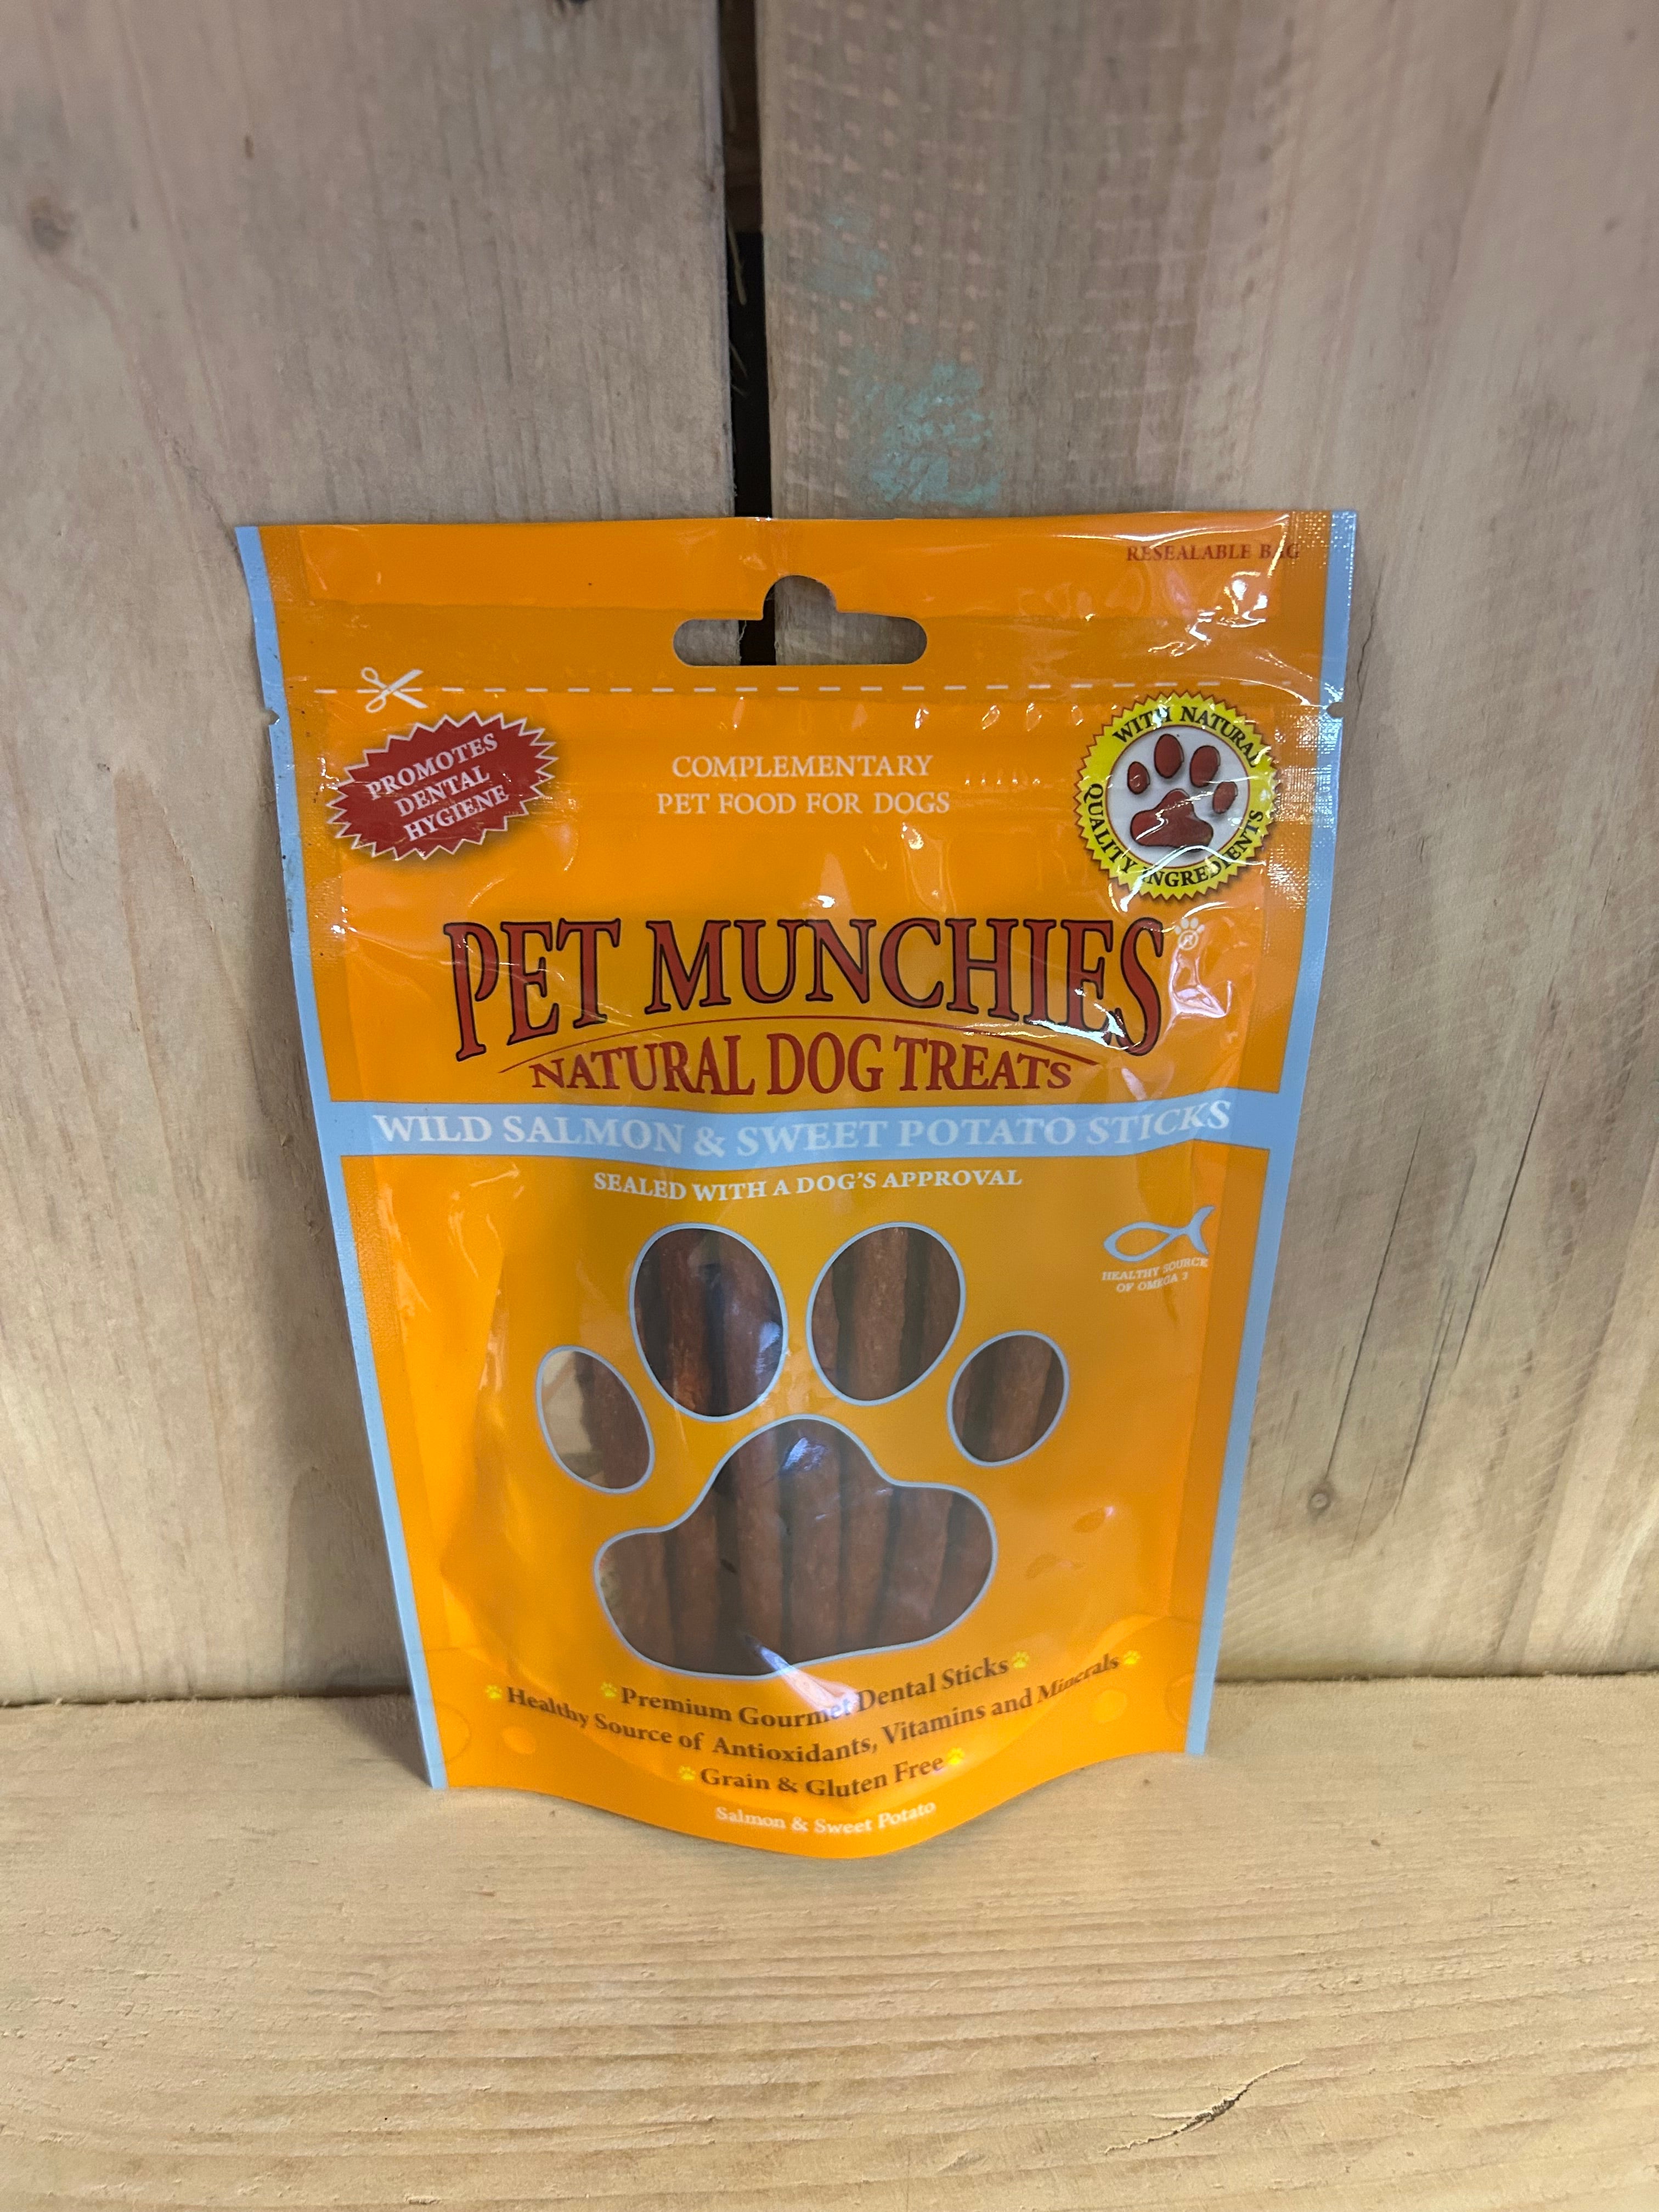 RESEALABLE BAG
PROMOTES
DENTAL
HYGIENE
COMPLEMENTARY
PET FOOD FOR DOGS
WITH NATURAL
QUALITY INGREDIENTS
PET MUNCHIES®
NATURAL DOG TREATS
WILD SALMON & SWEET POTATO STICKS
SEALED WITH A DOG'S APPROVAL
HEALTHY SOURCE
OF OMEGA 3
Premium Gourmet Dental Sticks
Healthy Source of Antioxidants, Vitamins and Minerals
Grain & Gluten Free
Salmon & Sweet Potato